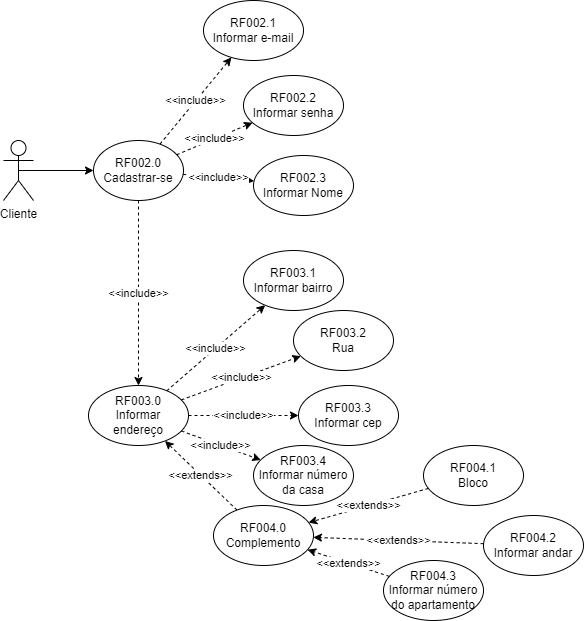 RF002.1
Informar e-mail
<<include>>
RF002.2
Informar senha
<<include>>
RF002.0
Cadastrar-se
<<include>>
RF002.3
Informar Nome
Cliente
<<include>>
RF003.1
Informar bairro
RF003.2
Rua
<<include>>
<<include>>
RF003.0
Informar
endereço
<<include>>
RF003.3
Informar cep
<<include>>
RF003.4
Informar número
da casa
<<extends>>
RF004.1
Bloco
<<extends>>
RF004.0
Complemento
<<extends>>
RF004.2
Informar andar
<<extends>>
RF004.3
Informar número
do apartamento